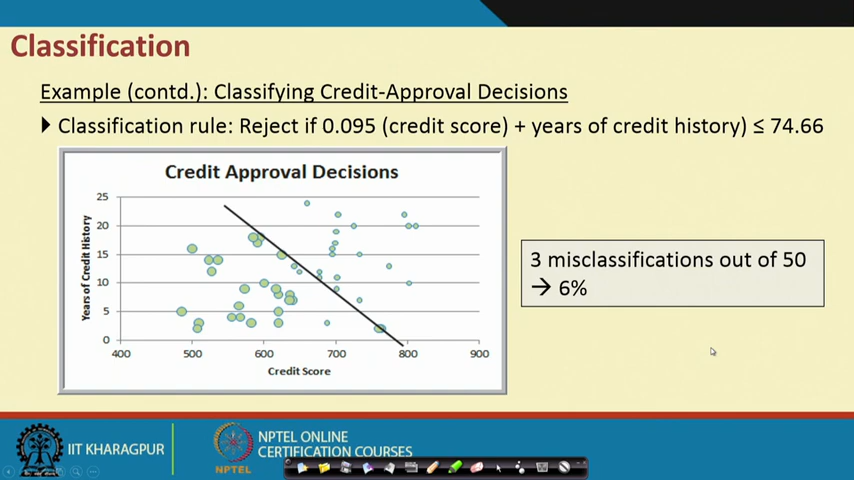 Classification
Example (contd.): Classifying Credit-Approval Decisions
Classification rule: Reject if 0.095 (credit score) + years of credit history) ≤ 74.66
Credit Approval Decisions
25
20
15
10
5
0
Years of Credit History
400 500 600 700 800 900
Credit Score
3 misclassifications out of 50
→ 6%
IIT KHARAGPUR
NPTEL
NPTEL ONLINE
CERTIFICATION COURSES